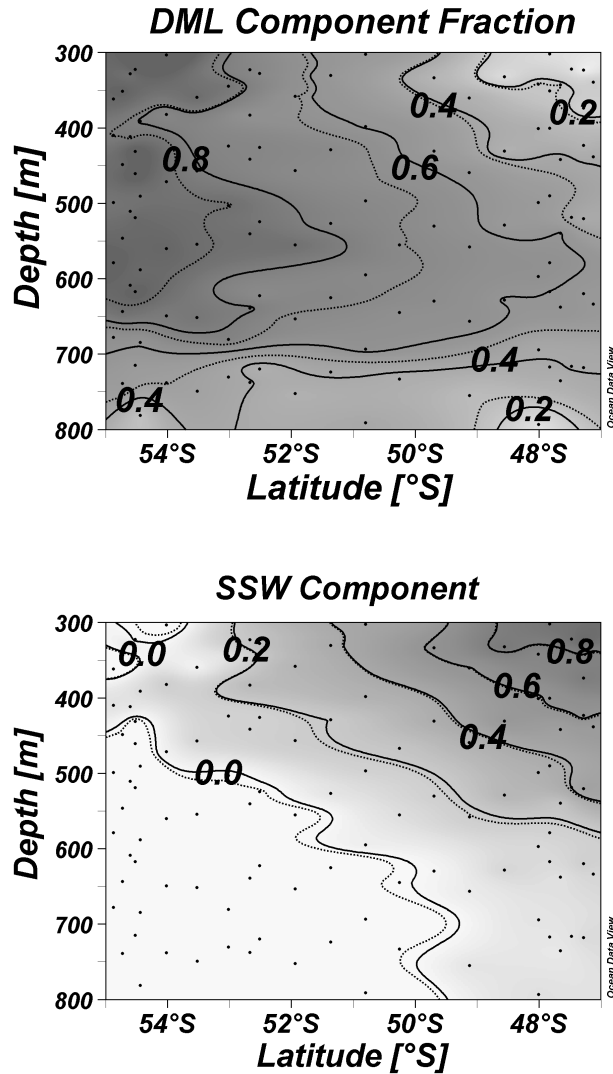 DML Component Fraction
300
400
500
600
700
800
Depth [m]
0.8
0.6
0.4
0.2
0.4
0.4
0.2
54°S
52°S
50°S
48°S
Latitude [°S]
Ocean Data View
SSW Component
300
400
500
600
700
800
Depth [m]
0.0
0.2
0.8
0.6
0.4
0.0
54°S
52°S
50°S
48°S
Latitude [°S]
Ocean Data View